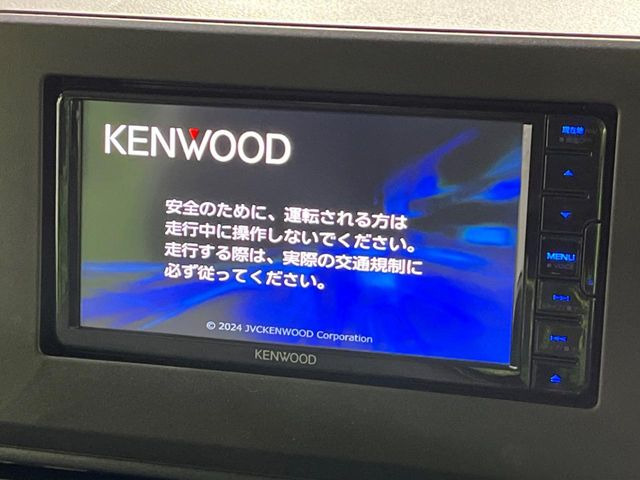 KENWOOD
安全のために、運転される方は
走行中に操作しないでください。
走行する際は、実際の交通規制に
必ず従ってください。
© 2024 JVCKENWOOD Corporation
KENWOOD
現在地
MENU
VOICE